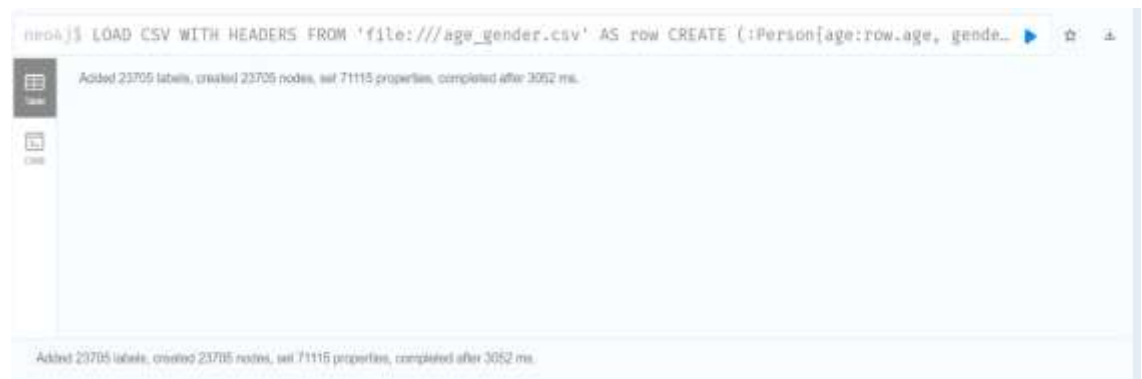 neo4j$ LOAD CSV WITH HEADERS FROM 'file:///age_gender.csv' AS row CREATE (:Person{age:row.age, gende…
Added 23705 labels, created 23705 nodes, set 71115 properties, completed after 3052 ms.
Table
Code
Added 23705 labels, created 23705 nodes, set 71115 properties, completed after 3052 ms.